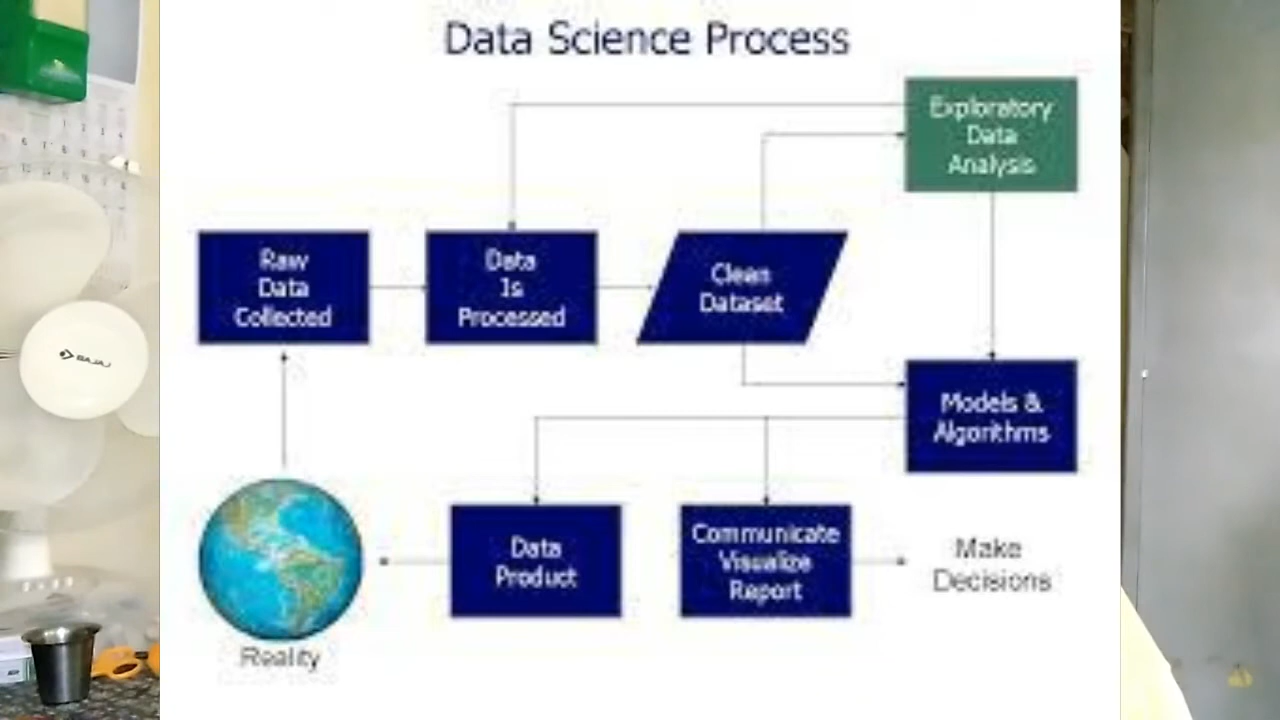 Data Science Process
Exploratory
Data
Analysis
Raw
Data
Collected
Data
Is
Processed
Clean
Dataset
Models &
Algorithms
Data
Product
Communicate
Visualize
Report
Make
Decisions
Reality
BAJAJ